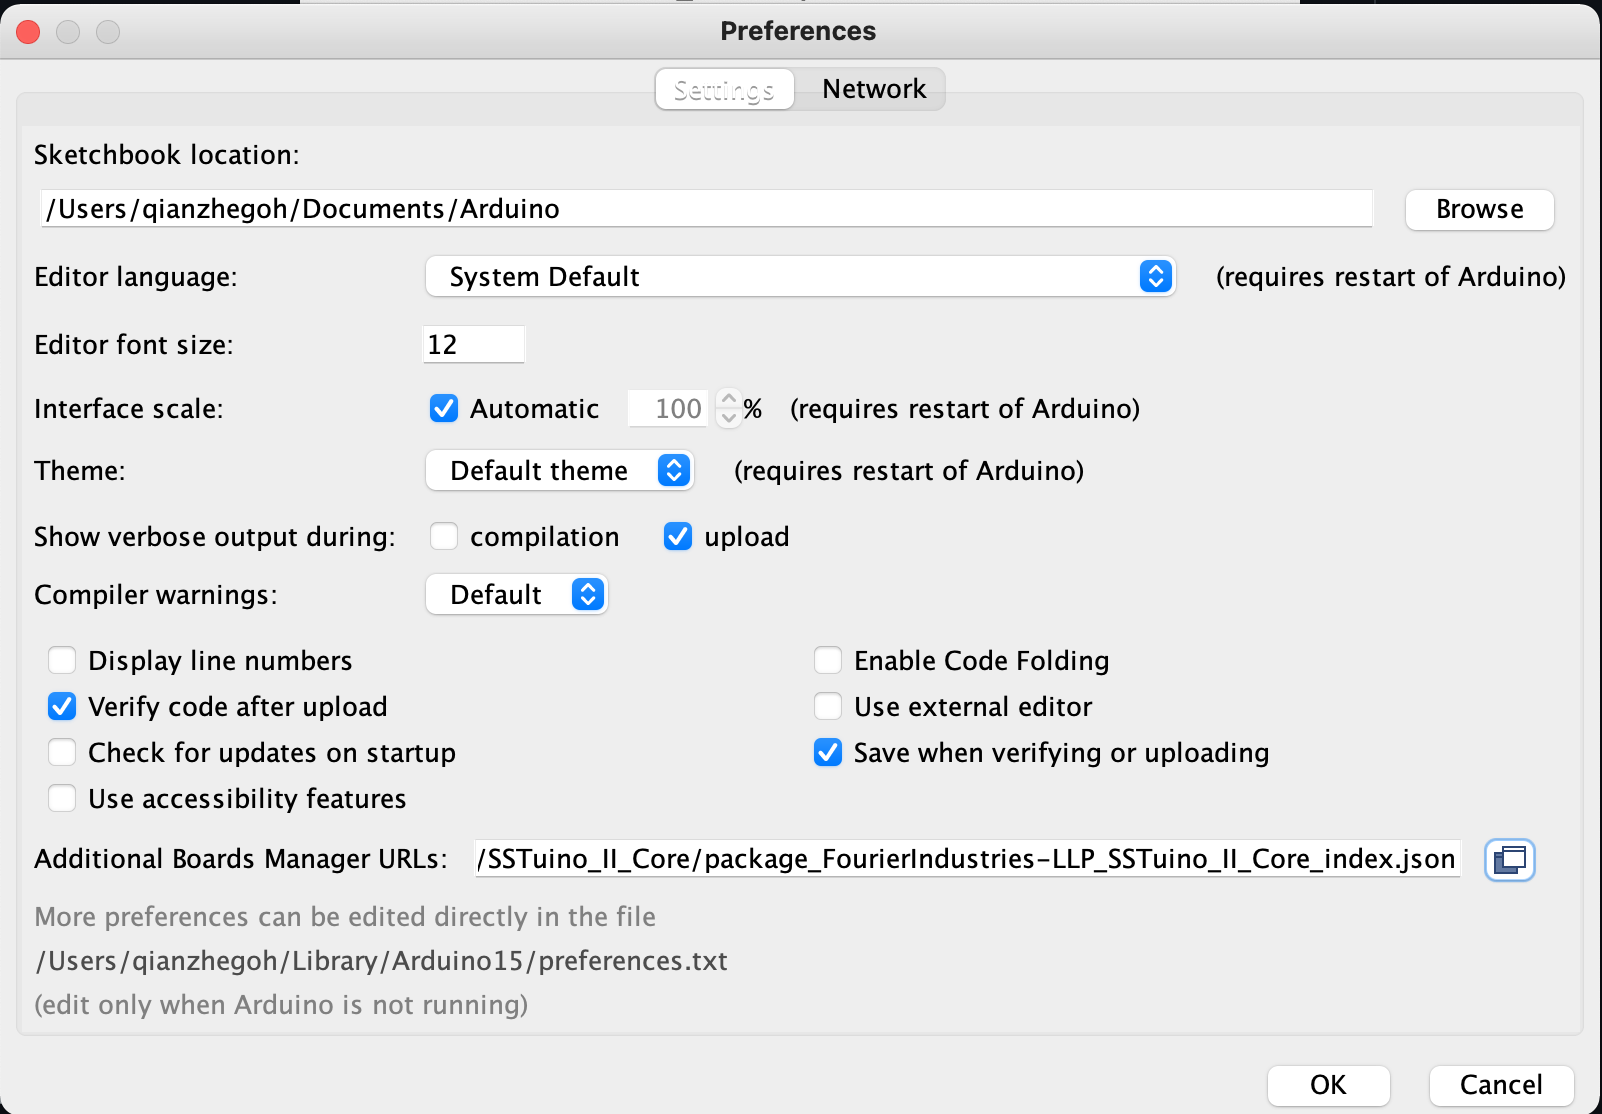 Preferences
Settings Network
Sketchbook location:
/Users/qianzhegoh/Documents/Arduino Browse
Editor language: System Default (requires restart of Arduino)
Editor font size: 12
Interface scale: Automatic 100 % (requires restart of Arduino)
Theme: Default theme (requires restart of Arduino)
Show verbose output during: compilation upload
Compiler warnings: Default
Display line numbers Enable Code Folding
Verify code after upload Use external editor
Check for updates on startup Save when verifying or uploading
Use accessibility features
Additional Boards Manager URLs: /SSTuino_II_Core/package_FourierIndustries-LLP_SSTuino_II_Core_index.json
More preferences can be edited directly in the file
/Users/qianzhegoh/Library/Arduino15/preferences.txt
(edit only when Arduino is not running)
OK Cancel